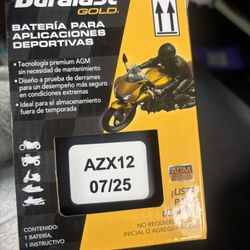 Duralast
GOLD
BATERÍA PARA
APLICACIONES
DEPORTIVAS
• Tecnología premium AGM
sin necesidad de mantenimiento
• Diseño a prueba de derrames
para un desempeño más seguro
en condiciones extremas
• Ideal para el almacenamiento
fuera de temporada
AZX12
07/25
AGM
CONTENIDO:
1 BATERÍA,
1 INSTRUCTIVO
¡LIST
NO REQUIERE
INICIAL O AGREGAR ÁCIDO